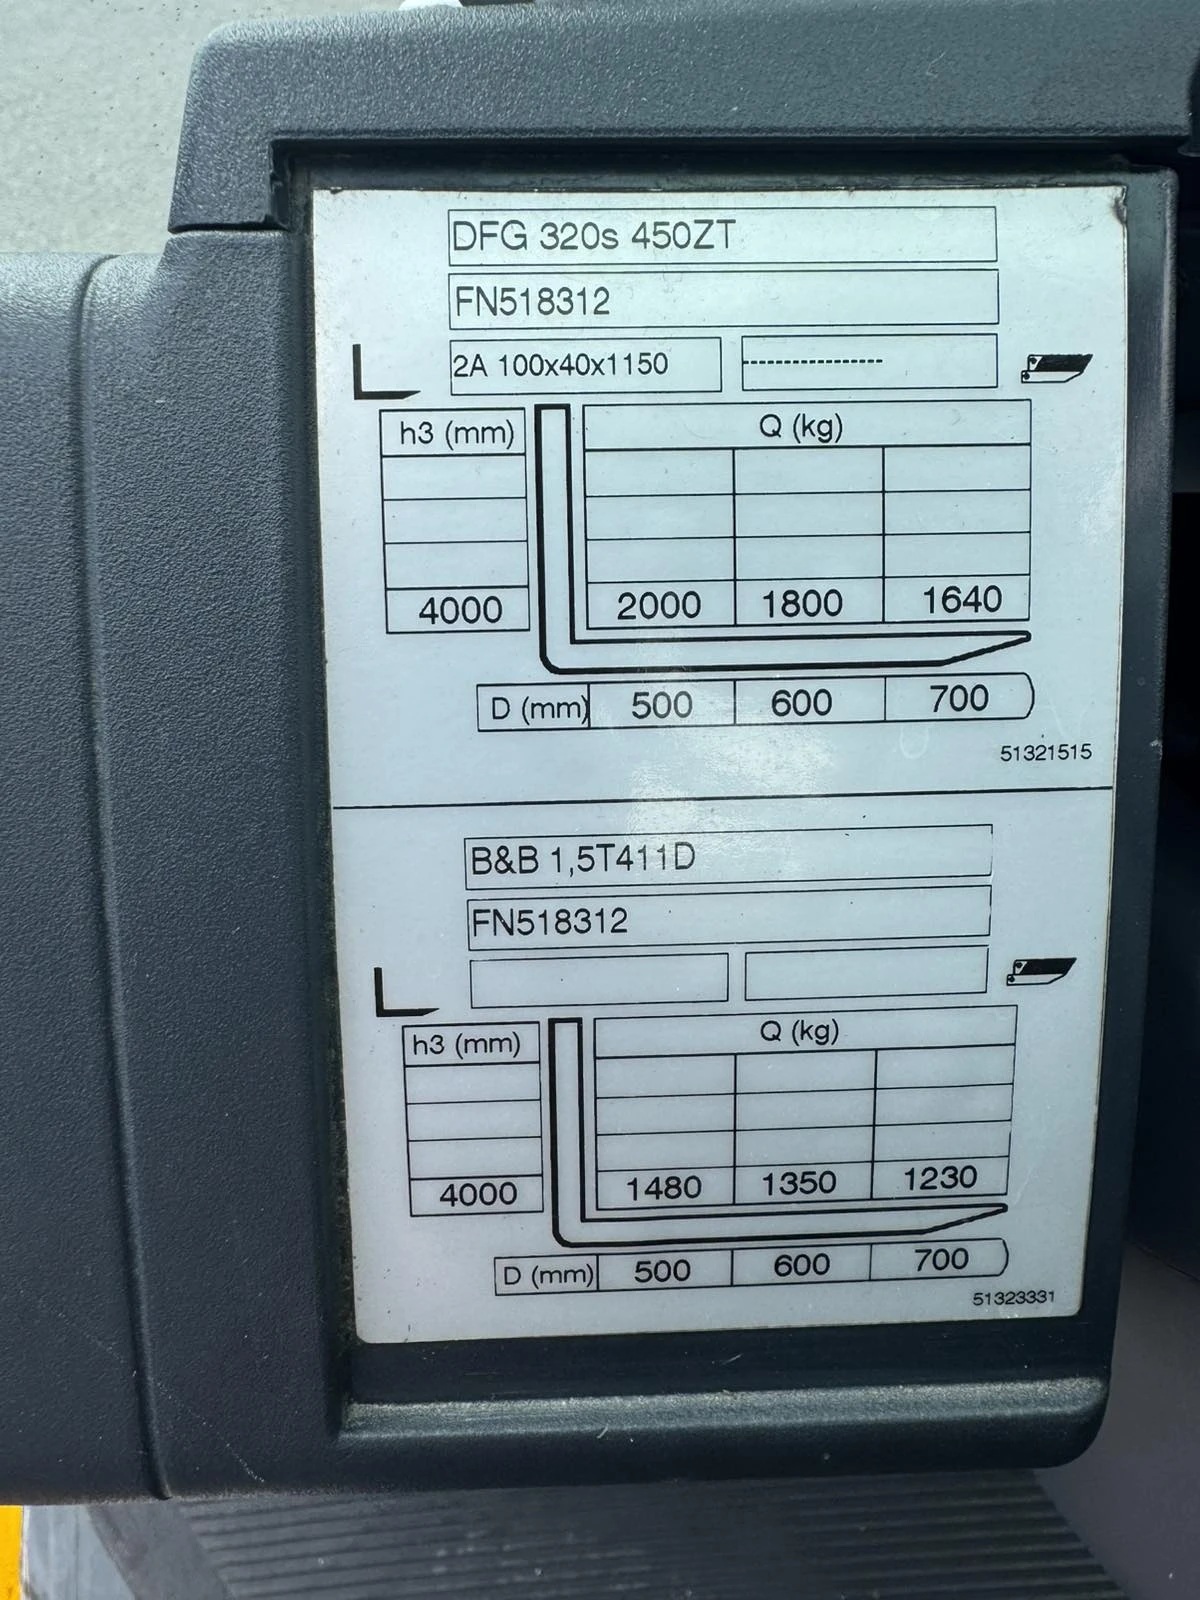 DFG 320s 450ZT
FN518312
2A 100x40x1150 ---------------
h3 (mm) Q (kg)
4000 2000 1800 1640
D (mm) 500 600 700
51321515
B&B 1,5T411D
FN518312
h3 (mm) Q (kg)
4000 1480 1350 1230
D (mm) 500 600 700
51323331